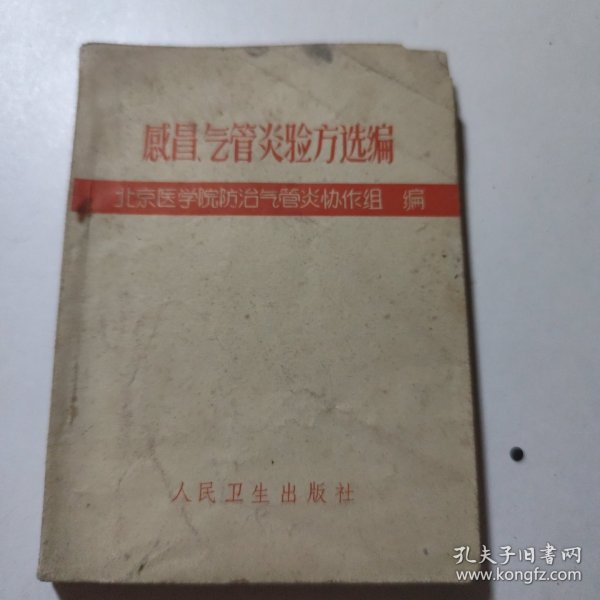 感冒、气管炎验方选编
北京医学院防治气管炎协作组 编
人民卫生出版社
孔夫子旧书网
www.kongfz.com